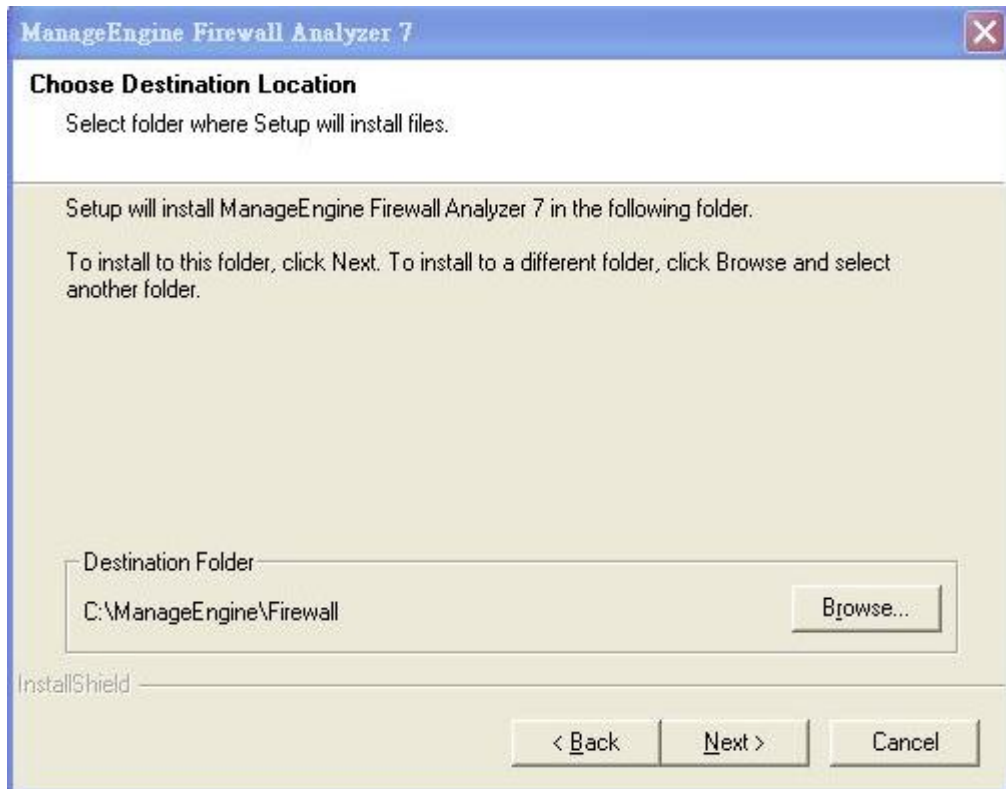 ManageEngine Firewall Analyzer 7
Choose Destination Location
Select folder where Setup will install files.
Setup will install ManageEngine Firewall Analyzer 7 in the following folder.
To install to this folder, click Next. To install to a different folder, click Browse and select
another folder.
Destination Folder
C:\ManageEngine\Firewall
Browse...
InstallShield
< Back
Next >
Cancel